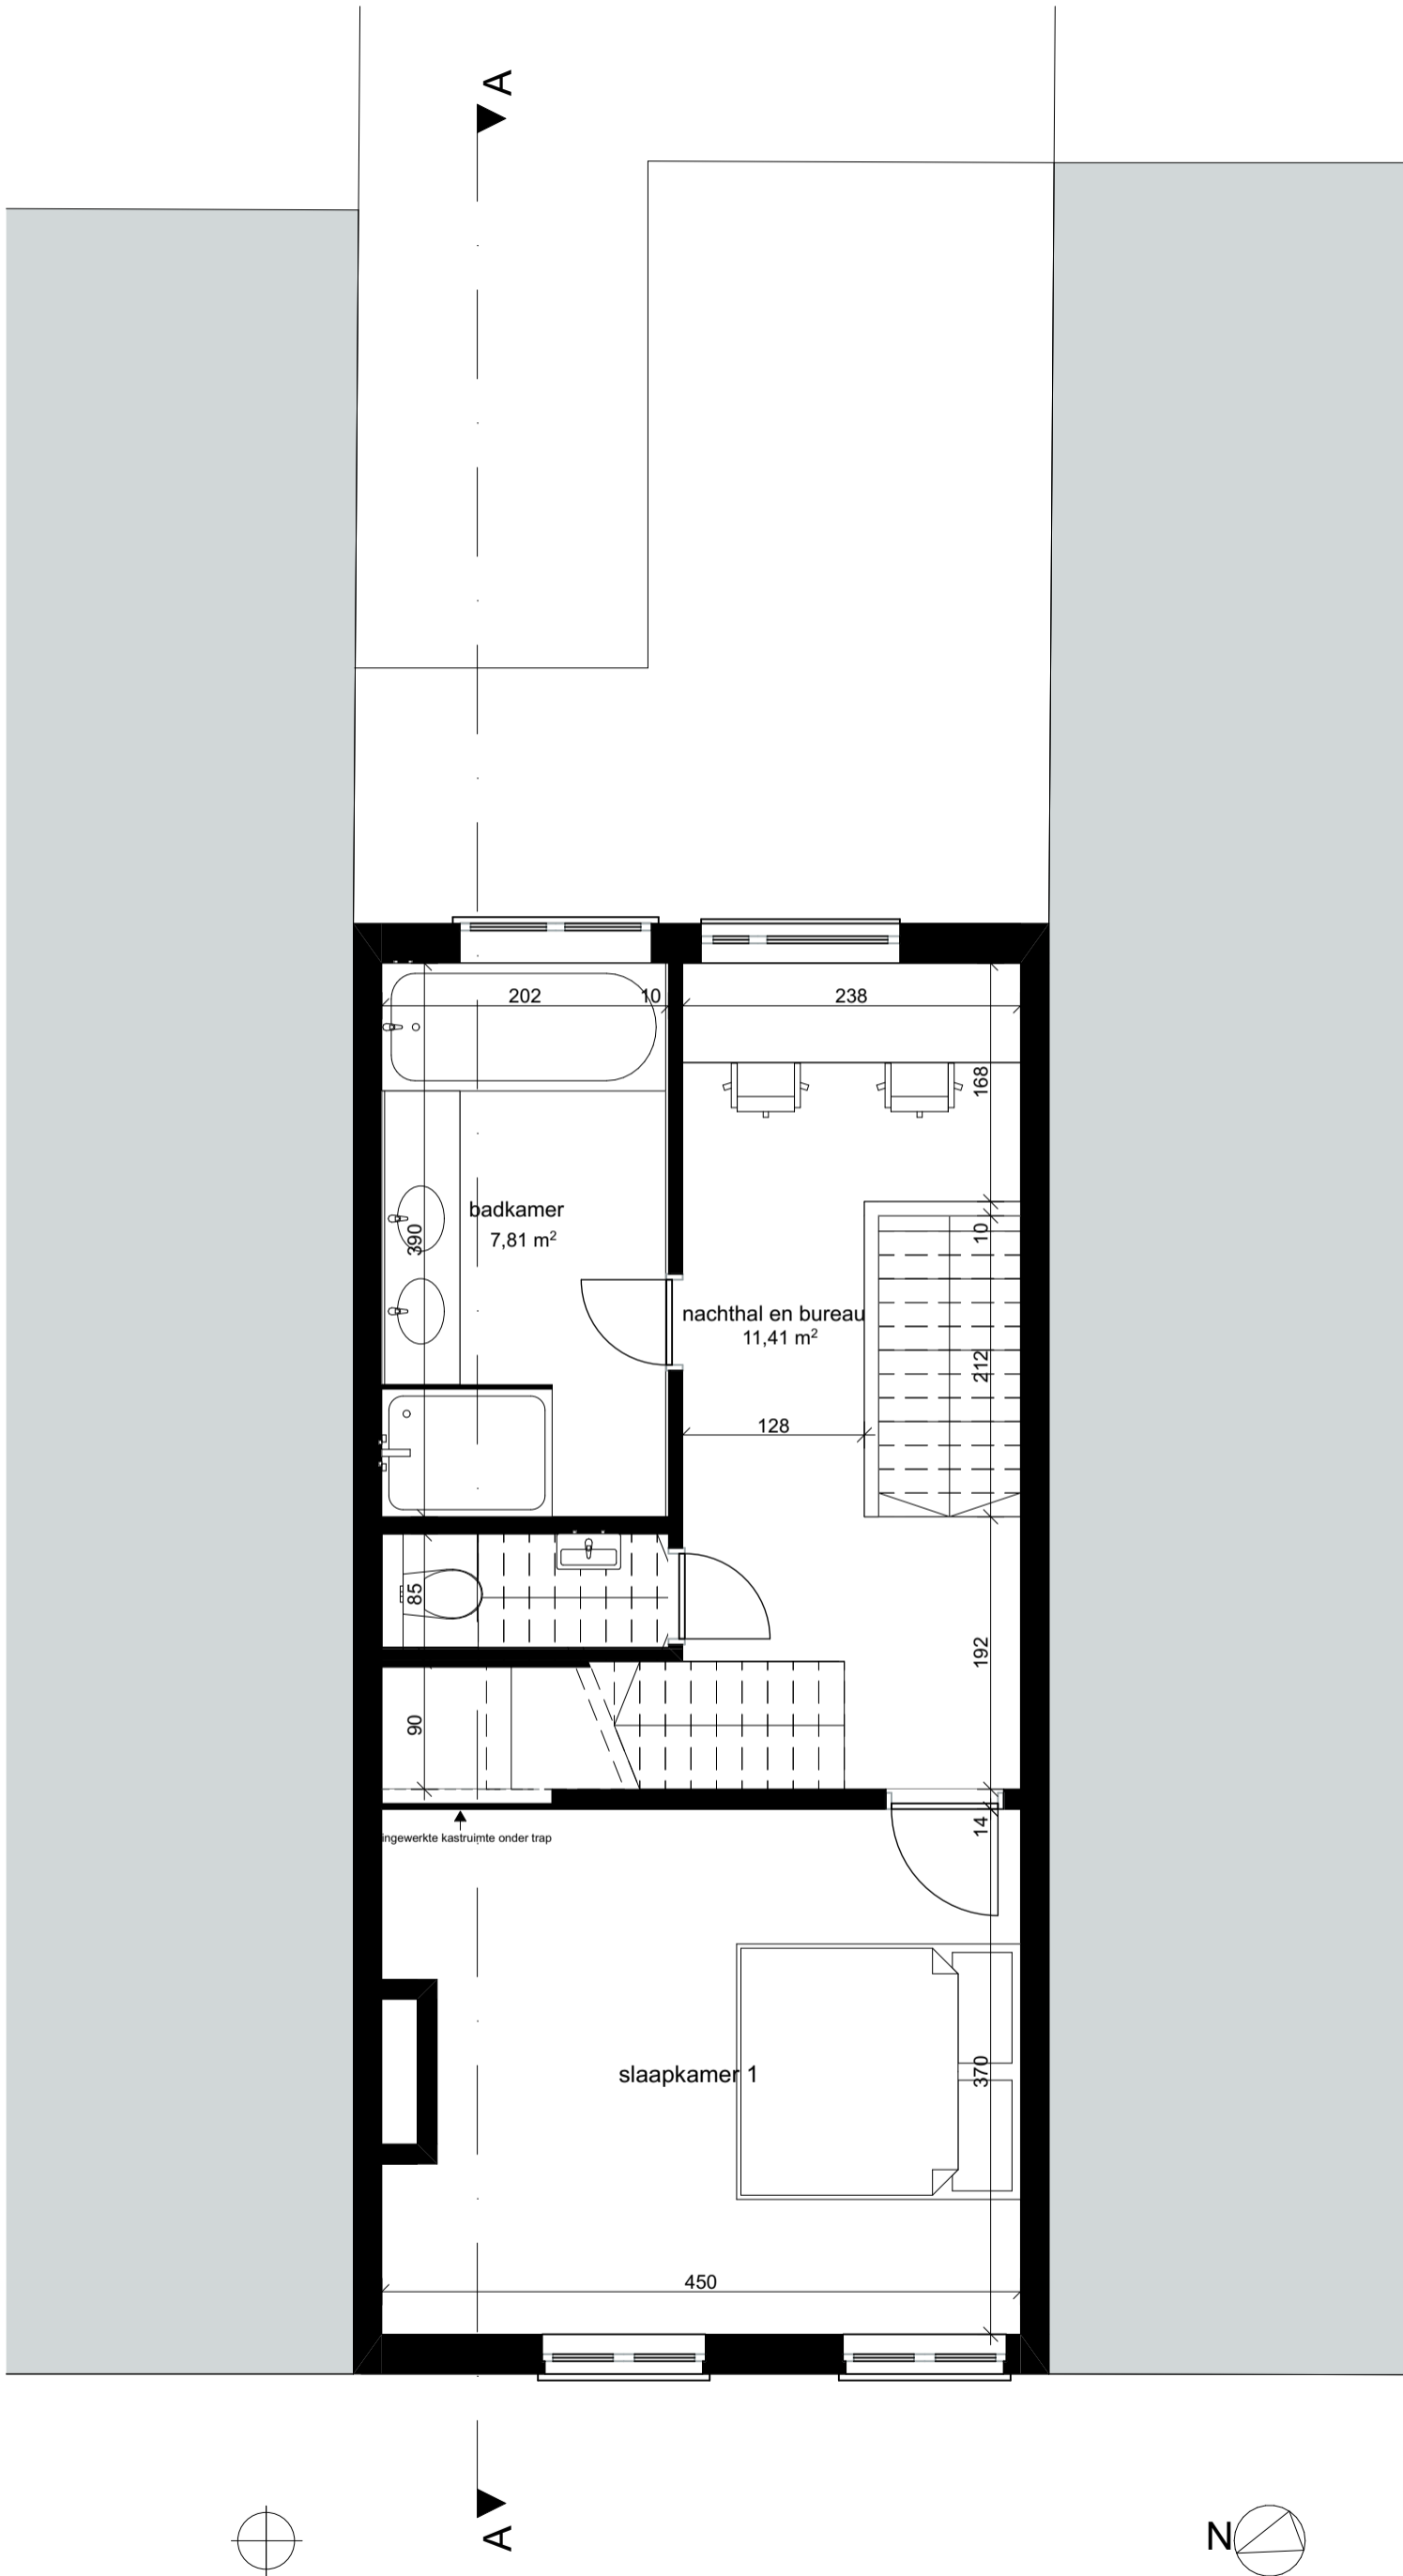 A
202
10
238
168
badkamer
7,81 m²
390
10
nachthal en bureau
11,41 m²
212
128
85
192
90
14
ingewerkte kastruimte onder trap
slaapkamer 1
370
450
A
N